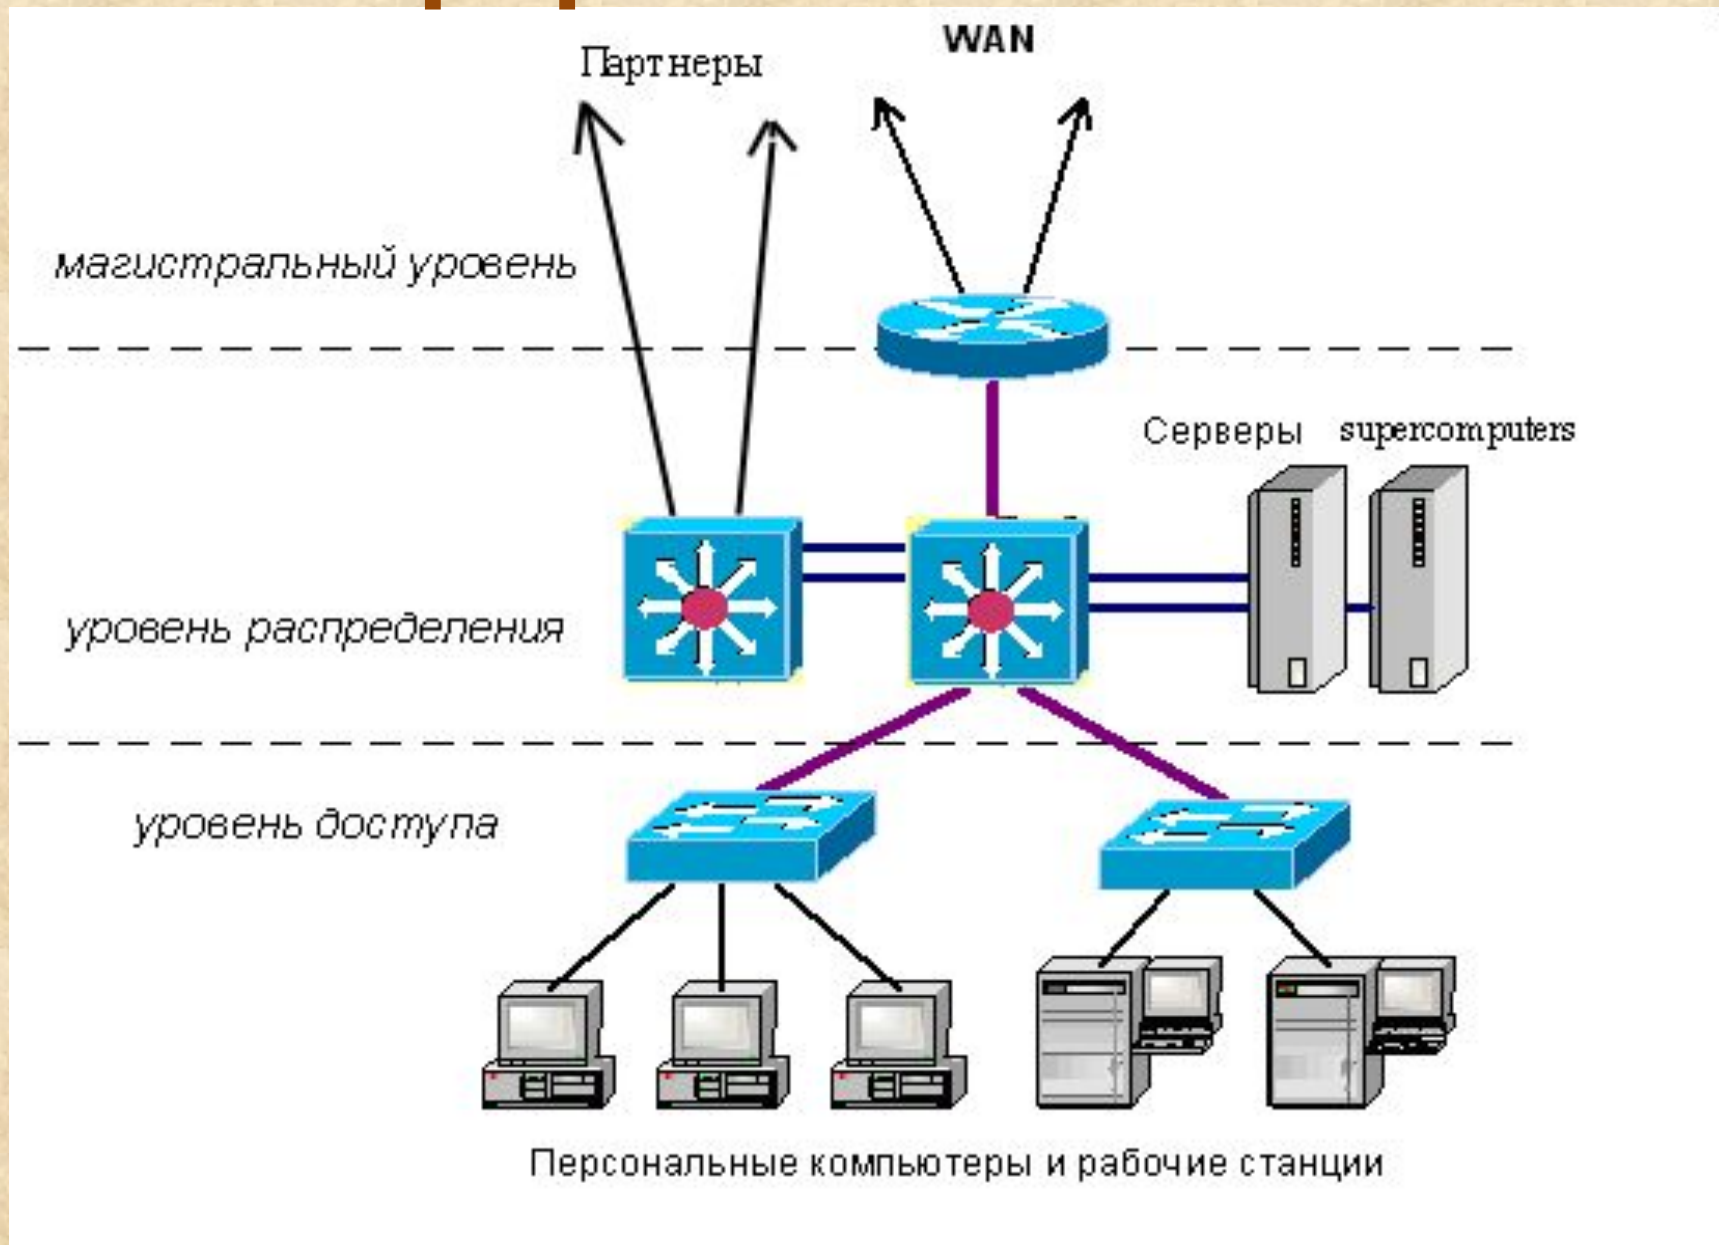 Партнеры
WAN
магистральный уровень
Серверы supercomputers
уровень распределения
уровень доступа
Персональные компьютеры и рабочие станции